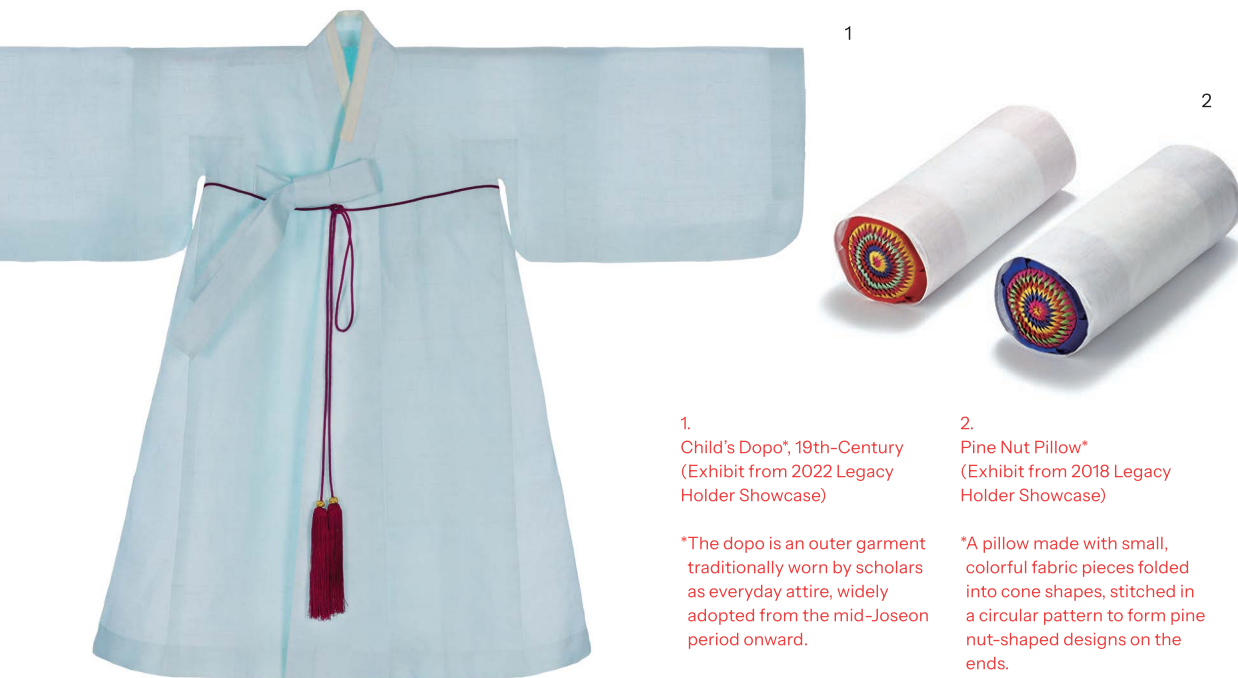 1
2
1.
Child’s Dopo*, 19th-Century
(Exhibit from 2022 Legacy
Holder Showcase)
*The dopo is an outer garment
traditionally worn by scholars
as everyday attire, widely
adopted from the mid-Joseon
period onward.
2.
Pine Nut Pillow*
(Exhibit from 2018 Legacy
Holder Showcase)
*A pillow made with small,
colorful fabric pieces folded
into cone shapes, stitched in
a circular pattern to form pine
nut-shaped designs on the
ends.